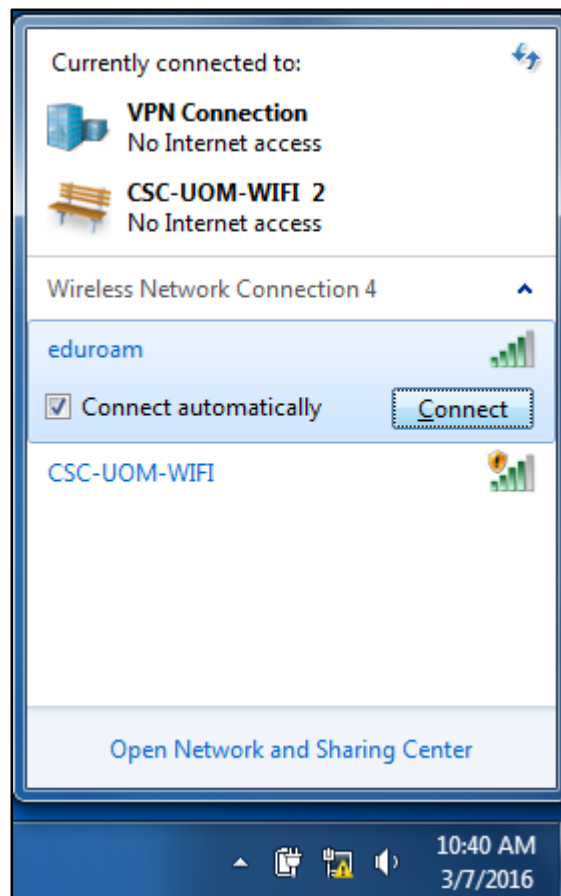 Currently connected to:
VPN Connection
No Internet access
CSC-UOM-WIFI 2
No Internet access
Wireless Network Connection 4
eduroam
Connect automatically
Connect
CSC-UOM-WIFI
Open Network and Sharing Center
10:40 AM
3/7/2016